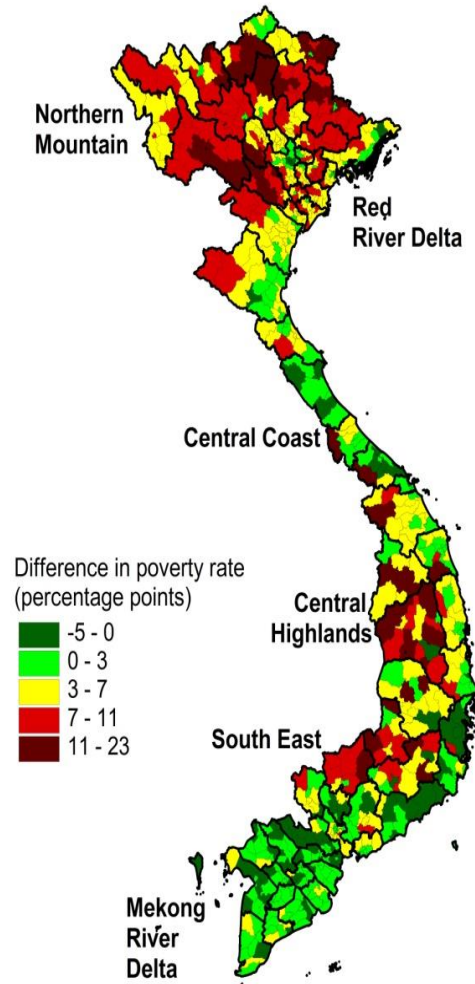 Northern
Mountain
Red
River Delta
Central Coast
Difference in poverty rate
(percentage points)
-5 - 0
0 - 3
3 - 7
7 - 11
11 - 23
Central
Highlands
South East
Mekong
River
Delta